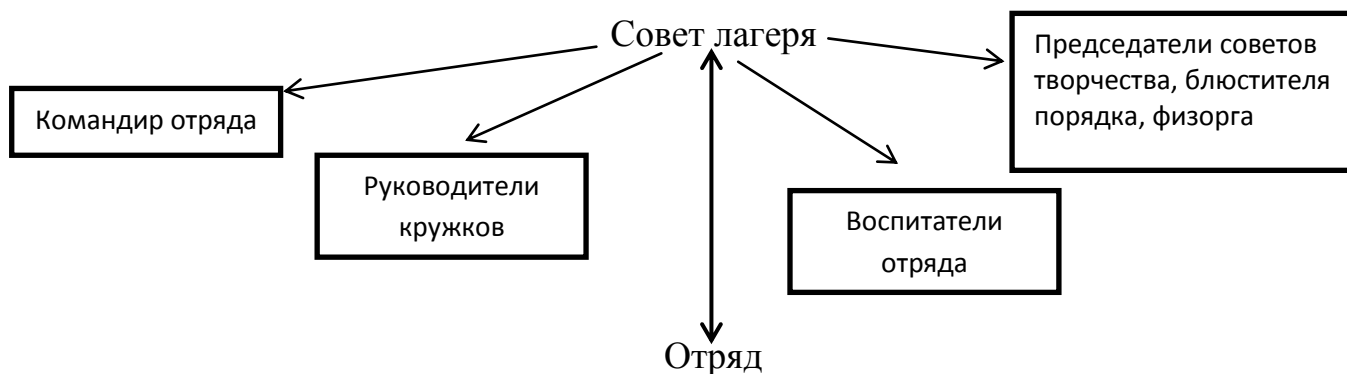 Совет лагеря
Председатели советов
творчества, блюстителя
порядка, физорга
Командир отряда
Руководители
кружков
Воспитатели
отряда
Отряд